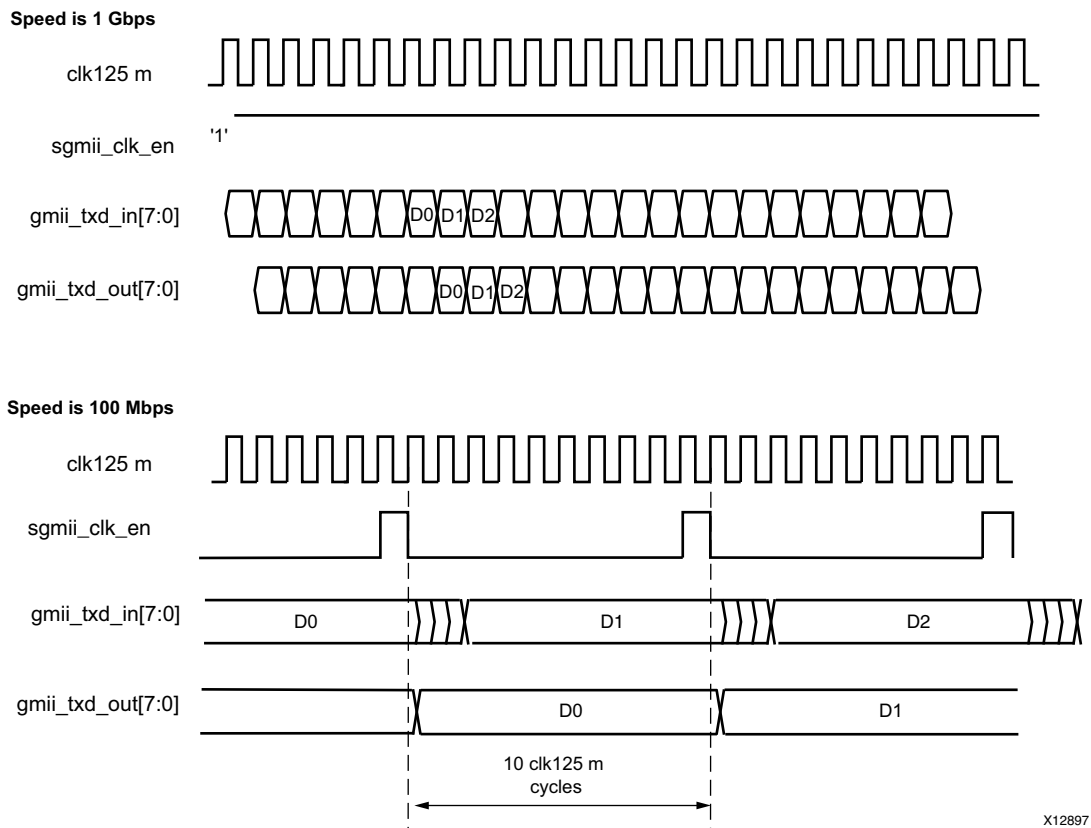 Speed is 1 Gbps
clk125 m
'1'
sgmii_clk_en
gmii_txd_in[7:0]
D0 D1 D2
gmii_txd_out[7:0]
D0 D1 D2
Speed is 100 Mbps
clk125 m
sgmii_clk_en
gmii_txd_in[7:0]
D0 D1 D2
gmii_txd_out[7:0]
D0 D1
10 clk125 m
cycles
X12897